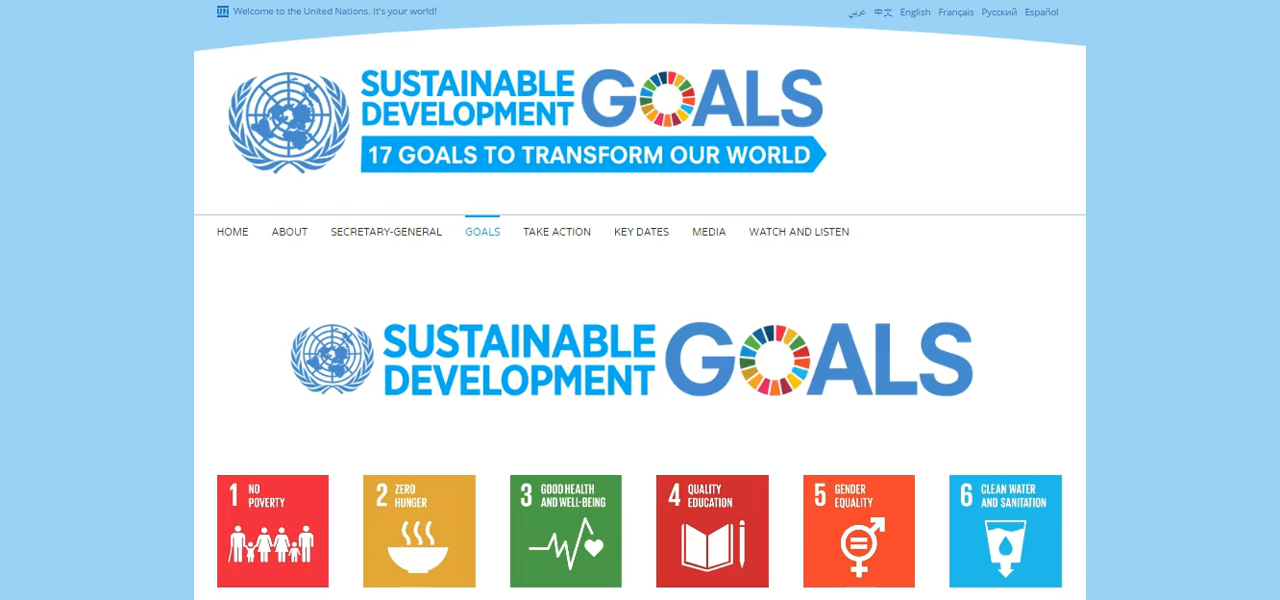 UN Welcome to the United Nations. It's your world!
عربي 中文 English Français Русский Español
SUSTAINABLE
DEVELOPMENT
GOALS
17 GOALS TO TRANSFORM OUR WORLD
HOME ABOUT SECRETARY-GENERAL GOALS TAKE ACTION KEY DATES MEDIA WATCH AND LISTEN
SUSTAINABLE
DEVELOPMENT
GOALS
1 NO
POVERTY
2 ZERO
HUNGER
3 GOOD HEALTH
AND WELL-BEING
4 QUALITY
EDUCATION
5 GENDER
EQUALITY
6 CLEAN WATER
AND SANITATION